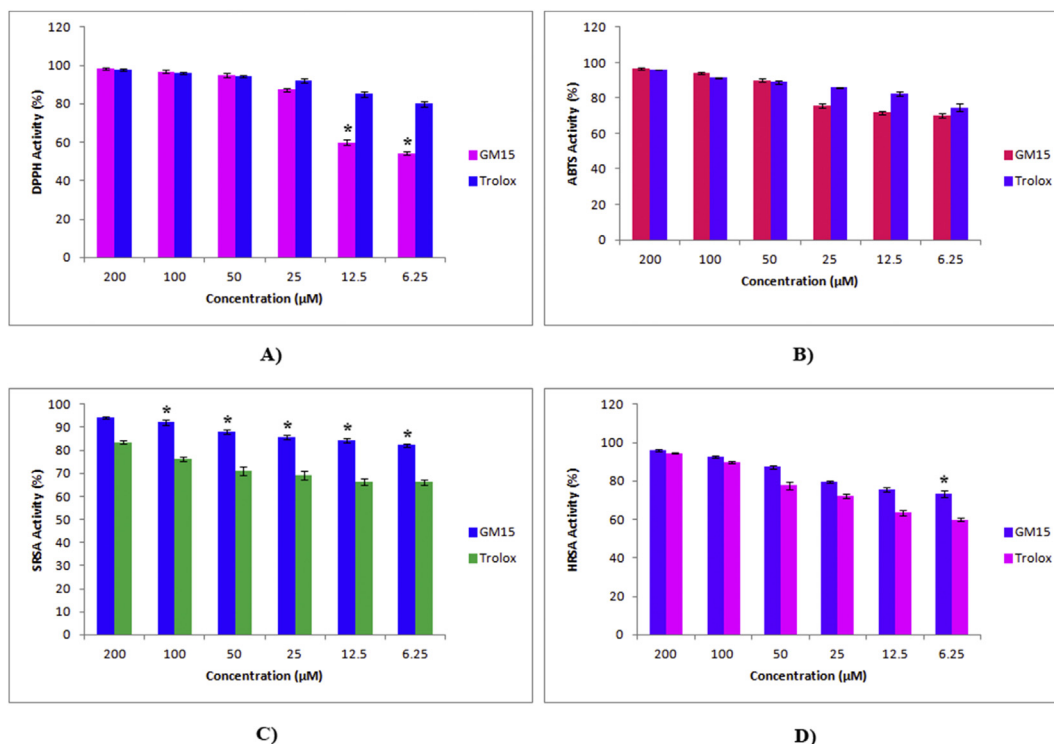 120
100
80
60
40
20
0
DPPH Activity (%)
*
*
200 100 50 25 12.5 6.25
Concentration (µM)
GM15
Trolox
A)
120
100
80
60
40
20
0
ABTS Activity (%)
200 100 50 25 12.5 6.25
Concentration (µM)
GM15
Trolox
B)
100
90
80
70
60
50
40
30
20
10
0
SRSA Activity (%)
* * * * *
200 100 50 25 12.5 6.25
Concentration (µM)
GM15
Trolox
C)
120
100
80
60
40
20
0
HRSA Activity (%)
*
200 100 50 25 12.5 6.25
Concentration (µM)
GM15
Trolox
D)